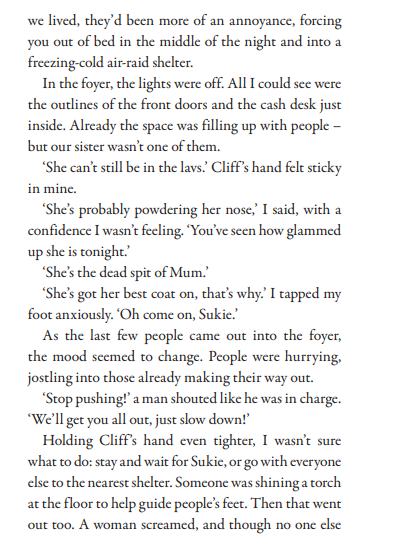 we lived, they’d been more of an annoyance, forcing
you out of bed in the middle of the night and into a
freezing-cold air-raid shelter.
In the foyer, the lights were off. All I could see were
the outlines of the front doors and the cash desk just
inside. Already the space was filling up with people –
but our sister wasn’t one of them.
‘She can’t still be in the lavs.’ Cliff’s hand felt sticky
in mine.
‘She’s probably powdering her nose,’ I said, with a
confidence I wasn’t feeling. ‘You’ve seen how glammed
up she is tonight.’
‘She’s the dead spit of Mum.’
‘She’s got her best coat on, that’s why.’ I tapped my
foot anxiously. ‘Oh come on, Sukie.’
As the last few people came out into the foyer,
the mood seemed to change. People were hurrying,
jostling into those already making their way out.
‘Stop pushing!’ a man shouted like he was in charge.
‘We’ll get you all out, just slow down!’
Holding Cliff’s hand even tighter, I wasn’t sure
what to do: stay and wait for Sukie, or go with everyone
else to the nearest shelter. Someone was shining a torch
at the floor to help guide people’s feet. Then that went
out too. A woman screamed, and though no one else